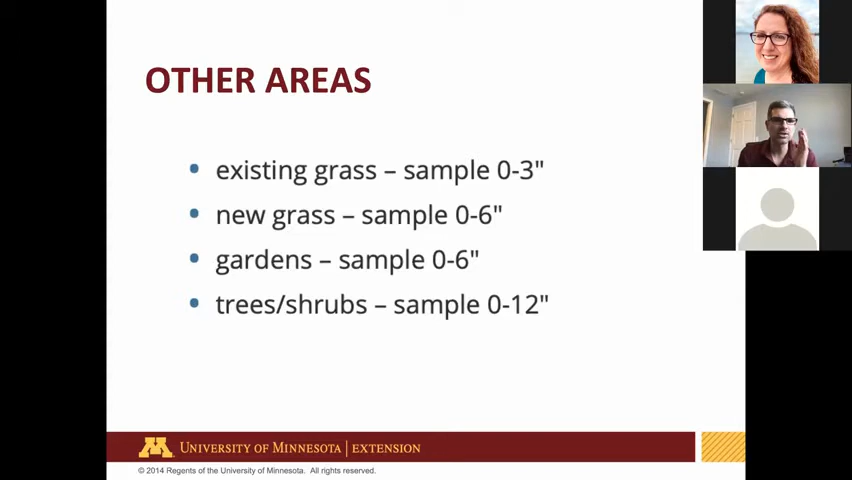 OTHER AREAS
• existing grass – sample 0-3"
• new grass – sample 0-6"
• gardens – sample 0-6"
• trees/shrubs – sample 0-12"
M UNIVERSITY OF MINNESOTA | EXTENSION
© 2014 Regents of the University of Minnesota. All rights reserved.